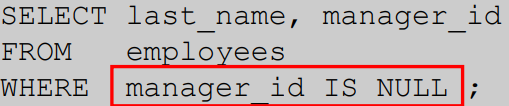 SELECT last_name, manager_id
FROM employees
WHERE manager_id IS NULL ;